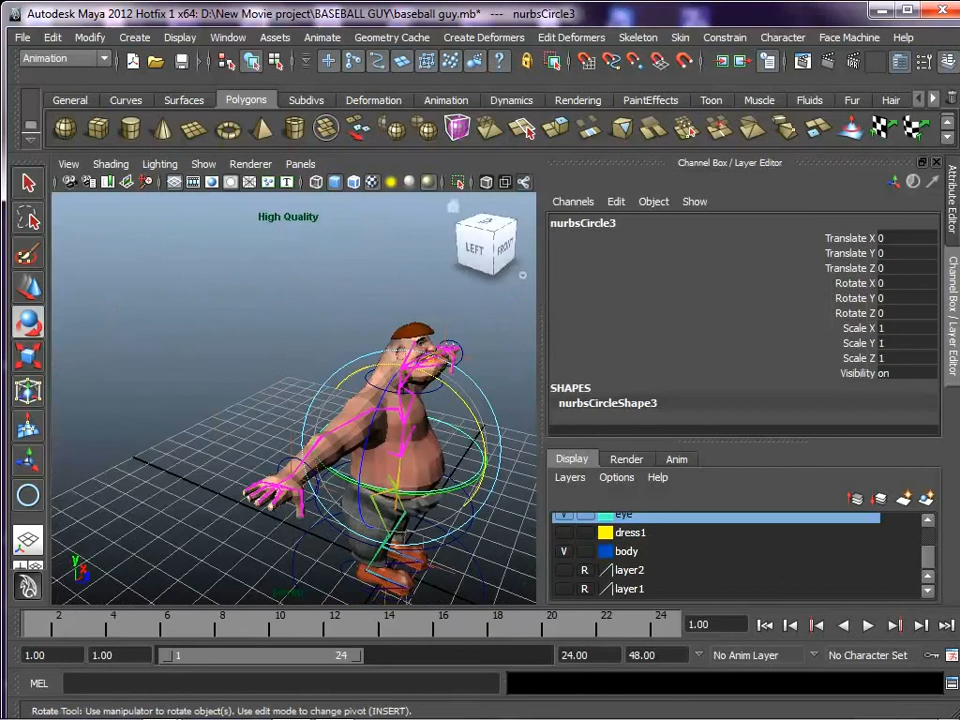 Autodesk Maya 2012 Hotfix 1 x64: D:\New Movie project\BASEBALL GUY\baseball guy.mb* --- nurbsCircle3
File Edit Modify Create Display Window Assets Animate Geometry Cache Create Deformers Edit Deformers Skeleton Skin Constrain Character Face Machine Help
Animation
General Curves Surfaces Polygons Subdivs Deformation Animation Dynamics Rendering PaintEffects Toon Muscle Fluids Fur Hair
View Shading Lighting Show Renderer Panels
Channel Box / Layer Editor
Channels Edit Object Show
High Quality
LEFT FRONT
nurbsCircle3
Translate X 0
Translate Y 0
Translate Z 0
Rotate X 0
Rotate Y 0
Rotate Z 0
Scale X 1
Scale Y 1
Scale Z 1
Visibility on
SHAPES
nurbsCircleShape3
Attribute Editor
Channel Box / Layer Editor
Display Render Anim
Layers Options Help
V eye
dress1
V body
R layer2
R layer1
y
persp
2 4 6 8 10 12 14 16 18 20 22 24
1.00
1.00 1.00 1 24 24.00 48.00 No Anim Layer No Character Set
MEL
Rotate Tool: Use manipulator to rotate object(s). Use edit mode to change pivot (INSERT).